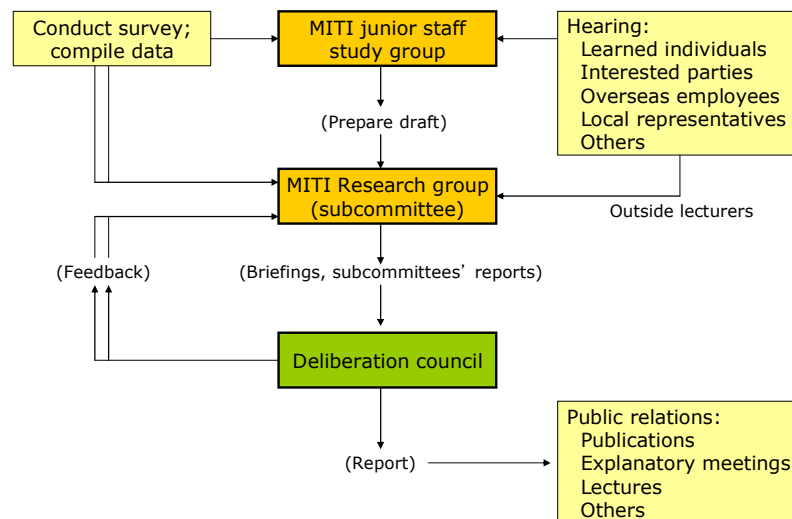 Conduct survey;
compile data
MITI junior staff
study group
Hearing:
Learned individuals
Interested parties
Overseas employees
Local representatives
Others
(Prepare draft)
MITI Research group
(subcommittee)
Outside lecturers
(Feedback)
(Briefings, subcommittees’ reports)
Deliberation council
(Report)
Public relations:
Publications
Explanatory meetings
Lectures
Others